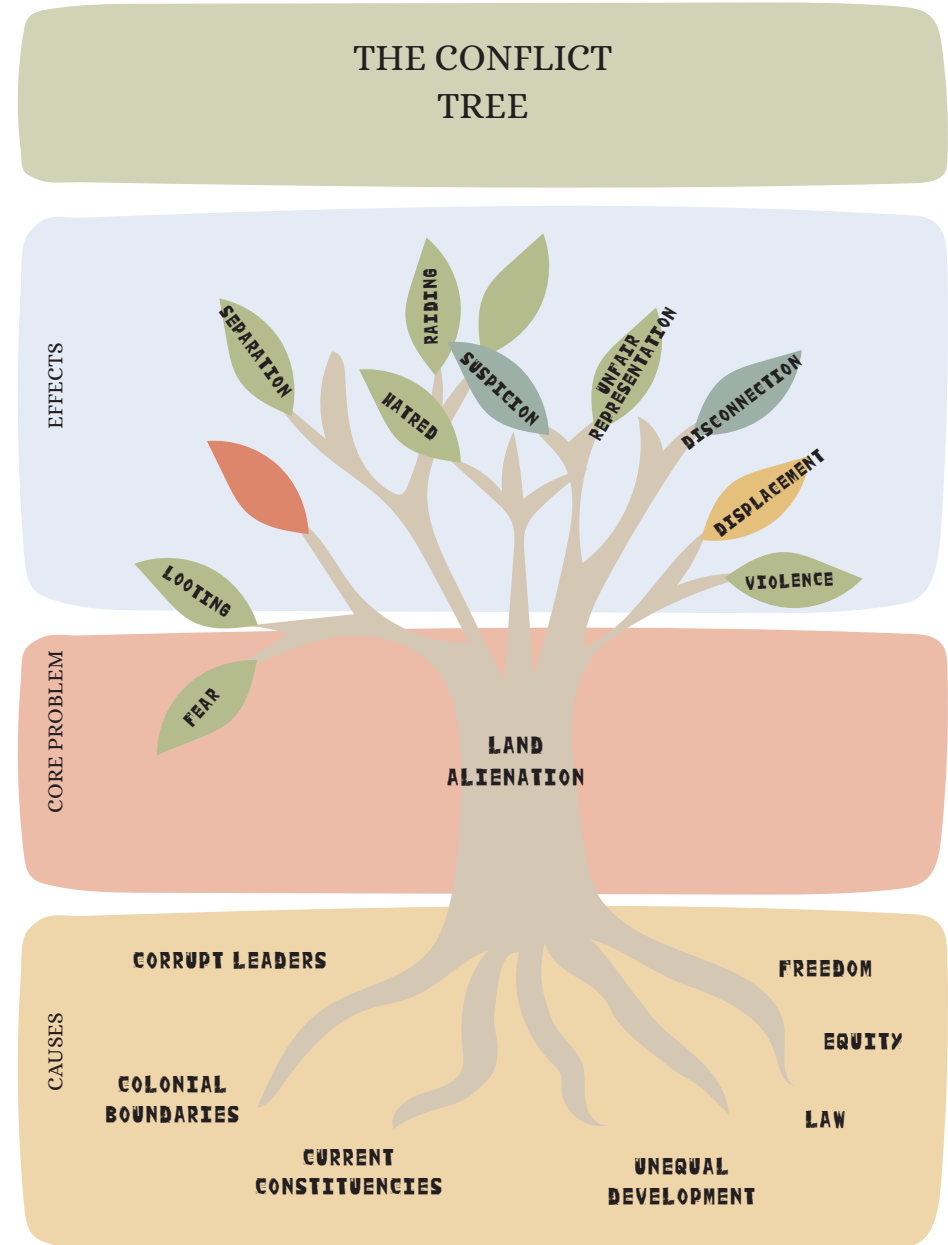 THE CONFLICT
TREE
EFFECTS
SEPARATION
RAIDING
HATRED
SUSPICION
UNFAIR
REPRESENTATION
DISCONNECTION
DISPLACEMENT
LOOTING
VIOLENCE
FEAR
CORE PROBLEM
LAND
ALIENATION
CAUSES
CORRUPT LEADERS
FREEDOM
EQUITY
COLONIAL
BOUNDARIES
LAW
CURRENT
CONSTITUENCIES
UNEQUAL
DEVELOPMENT